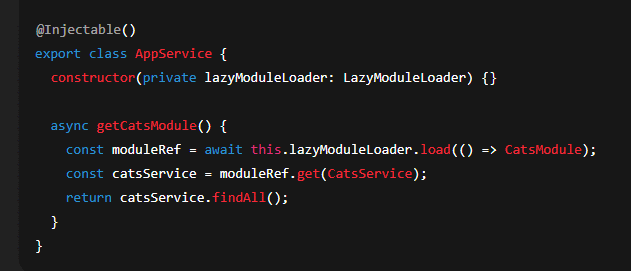 @Injectable()
export class AppService {
  constructor(private lazyModuleLoader: LazyModuleLoader) {}

  async getCatsModule() {
    const moduleRef = await this.lazyModuleLoader.load(() => CatsModule);
    const catsService = moduleRef.get(CatsService);
    return catsService.findAll();
  }
}